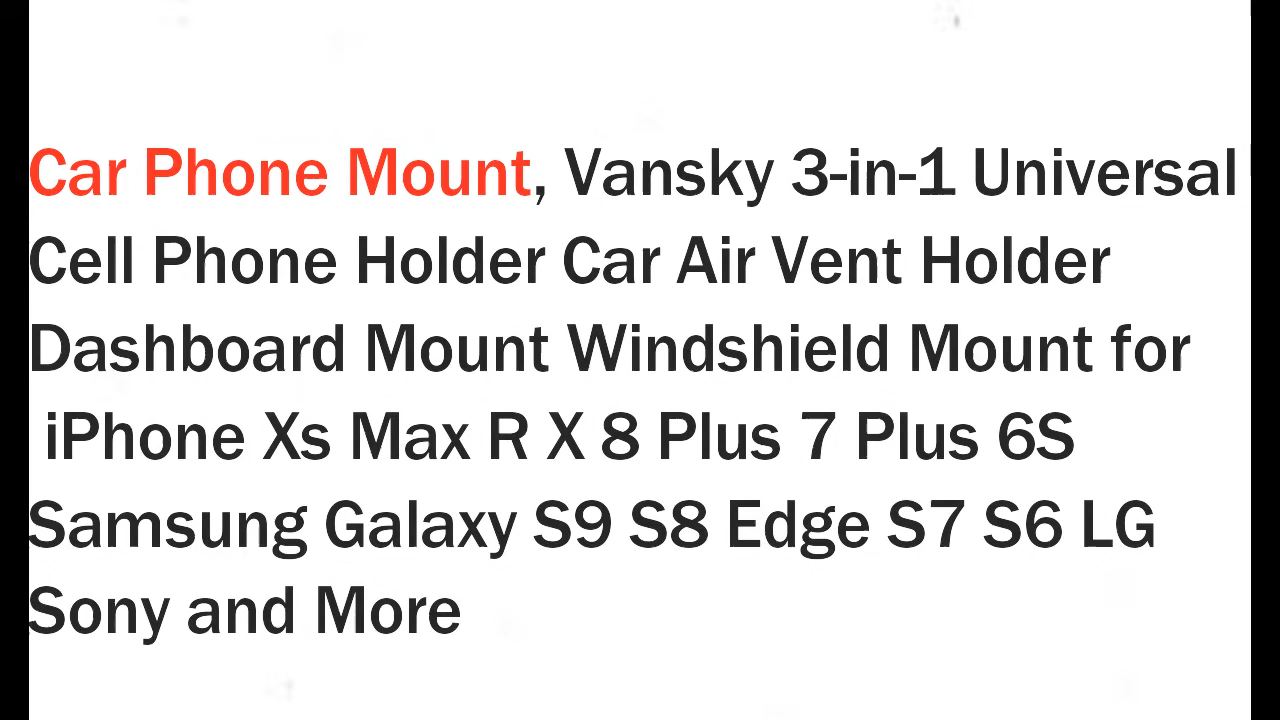 Car Phone Mount, Vansky 3-in-1 Universal
Cell Phone Holder Car Air Vent Holder
Dashboard Mount Windshield Mount for
iPhone Xs Max R X 8 Plus 7 Plus 6S
Samsung Galaxy S9 S8 Edge S7 S6 LG
Sony and More